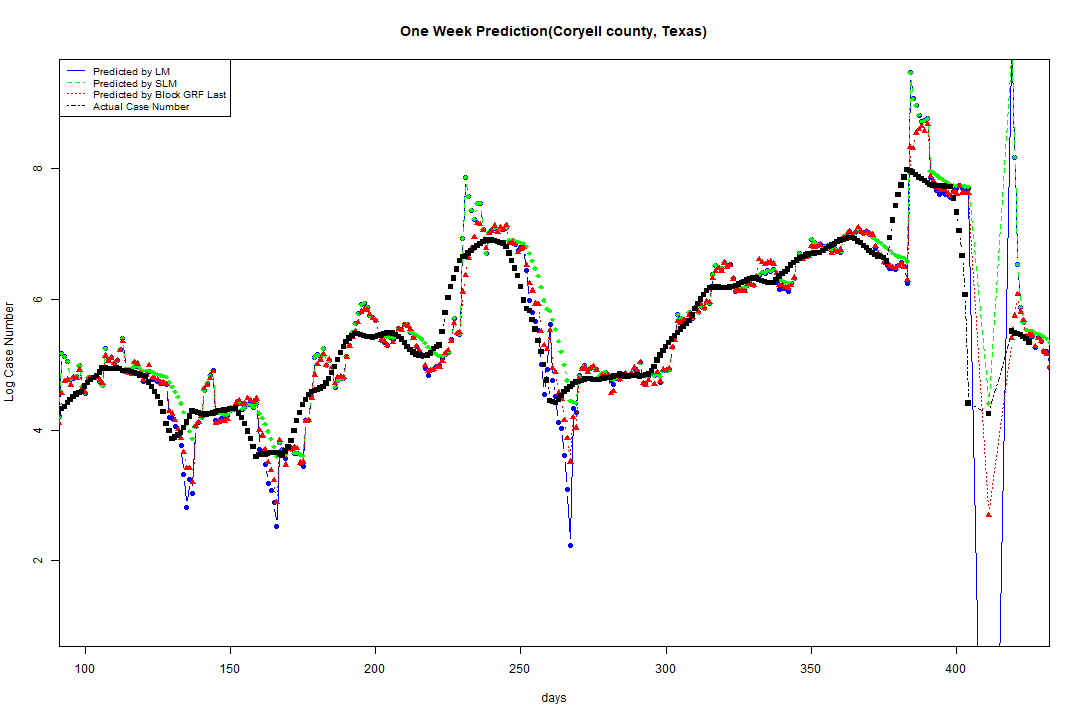 One Week Prediction(Coryell county, Texas)
Predicted by LM
Predicted by SLM
Predicted by Block GRF Last
Actual Case Number
Log Case Number
8
6
4
2
100 150 200 250 300 350 400
days